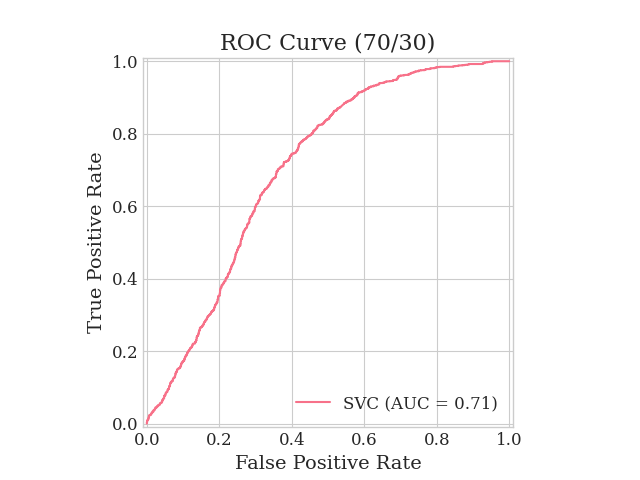 ROC Curve (70/30)
1.0
0.8
0.6
0.4
0.2
0.0
True Positive Rate
SVC (AUC = 0.71)
0.0 0.2 0.4 0.6 0.8 1.0
False Positive Rate